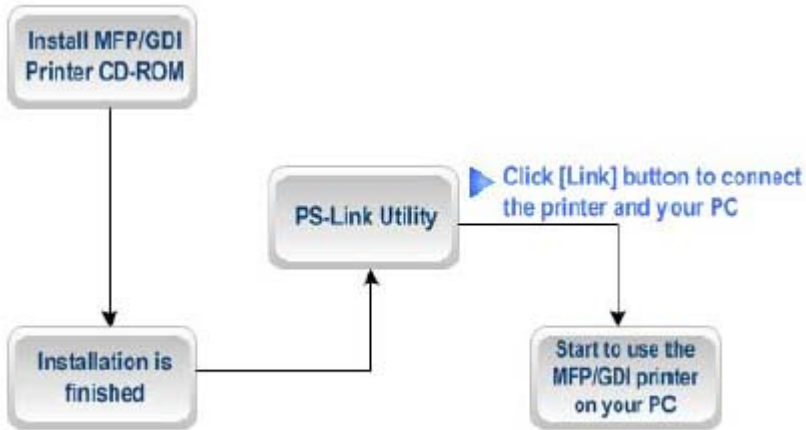 Install MFP/GDI
Printer CD-ROM
Click [Link] button to connect
the printer and your PC
PS-Link Utility
Installation is
finished
Start to use the
MFP/GDI printer
on your PC